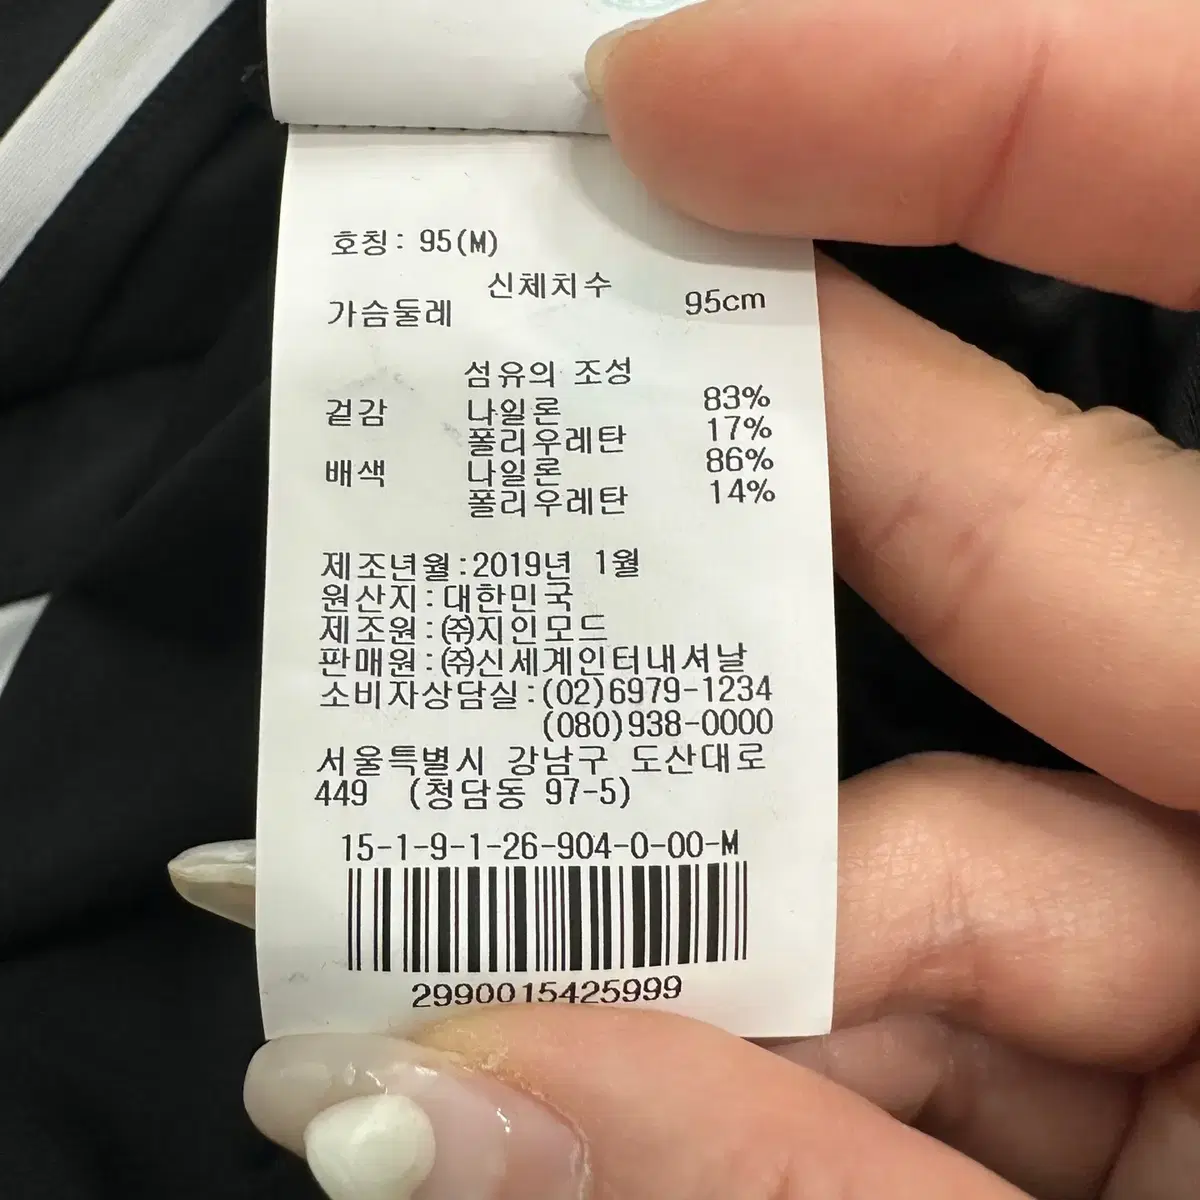 호칭: 95(M)
신체치수
가슴둘레 95cm
섬유의 조성
겉감 나일론 83%
폴리우레탄 17%
배색 나일론 86%
폴리우레탄 14%
제조년월:2019년 1월
원산지:대한민국
제조원:㈜지인모드
판매원:㈜신세계인터내셔날
소비자상담실:(02)6979-1234
(080)938-0000
서울특별시 강남구 도산대로
449 (청담동 97-5)
15-1-9-1-26-904-0-00-M
2990015425999